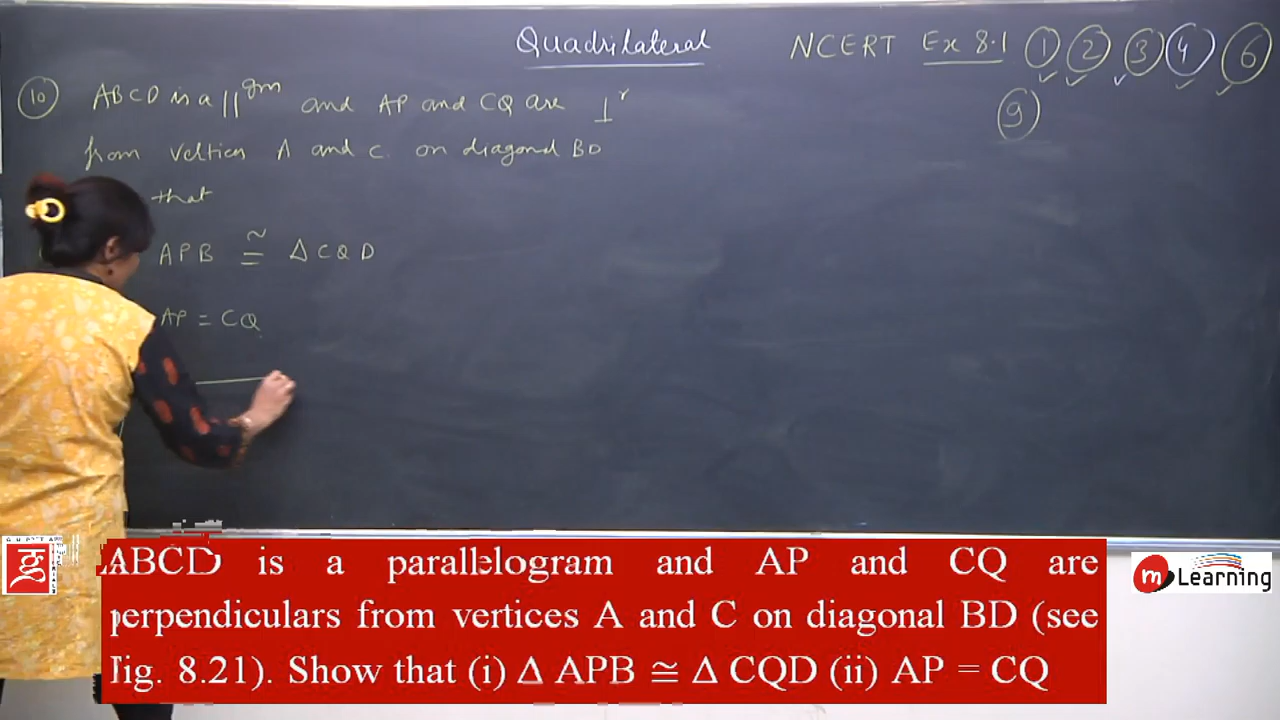 Quadrilateral NCERT Ex 8.1 1 2 3 4 6
9
10 ABCD is a ||gm and AP and CQ are ⊥r
from vertices A and C. on diagonal BD
that
APB ≅ Δ CQD
AP = CQ
ABCD is a parallelogram and AP and CQ are
perpendiculars from vertices A and C on diagonal BD (see
Fig. 8.21). Show that (i) Δ APB ≅ Δ CQD (ii) AP = CQ
m Learning